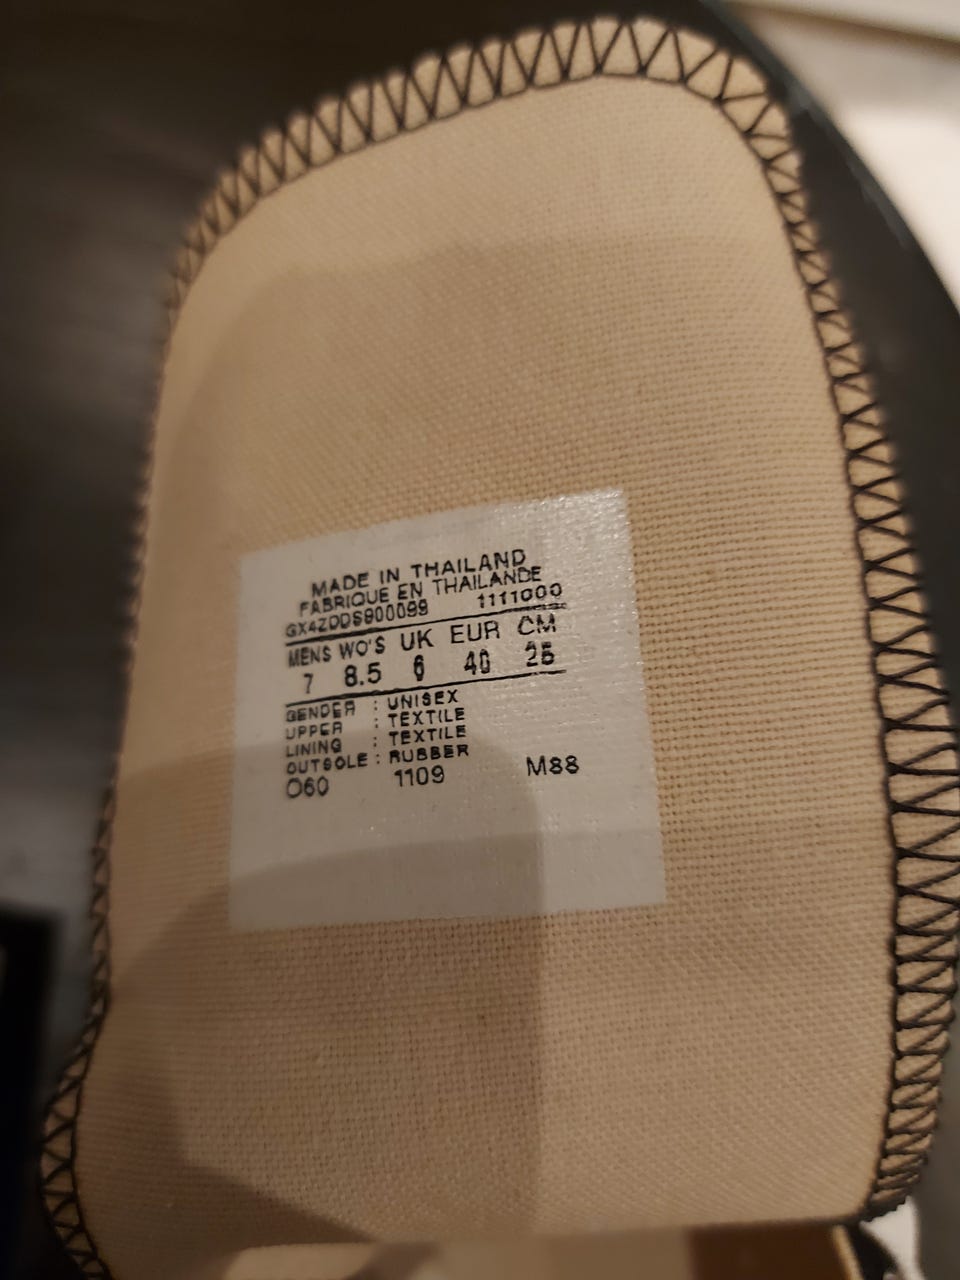 MADE IN THAILAND
FABRIQUE EN THAILANDE
GX4ZDDS900099 1111000
MENS WO'S UK EUR CM
7 8.5 6 40 25
GENDER : UNISEX
UPPER : TEXTILE
LINING : TEXTILE
OUTSOLE : RUBBER
O60 1109 M88